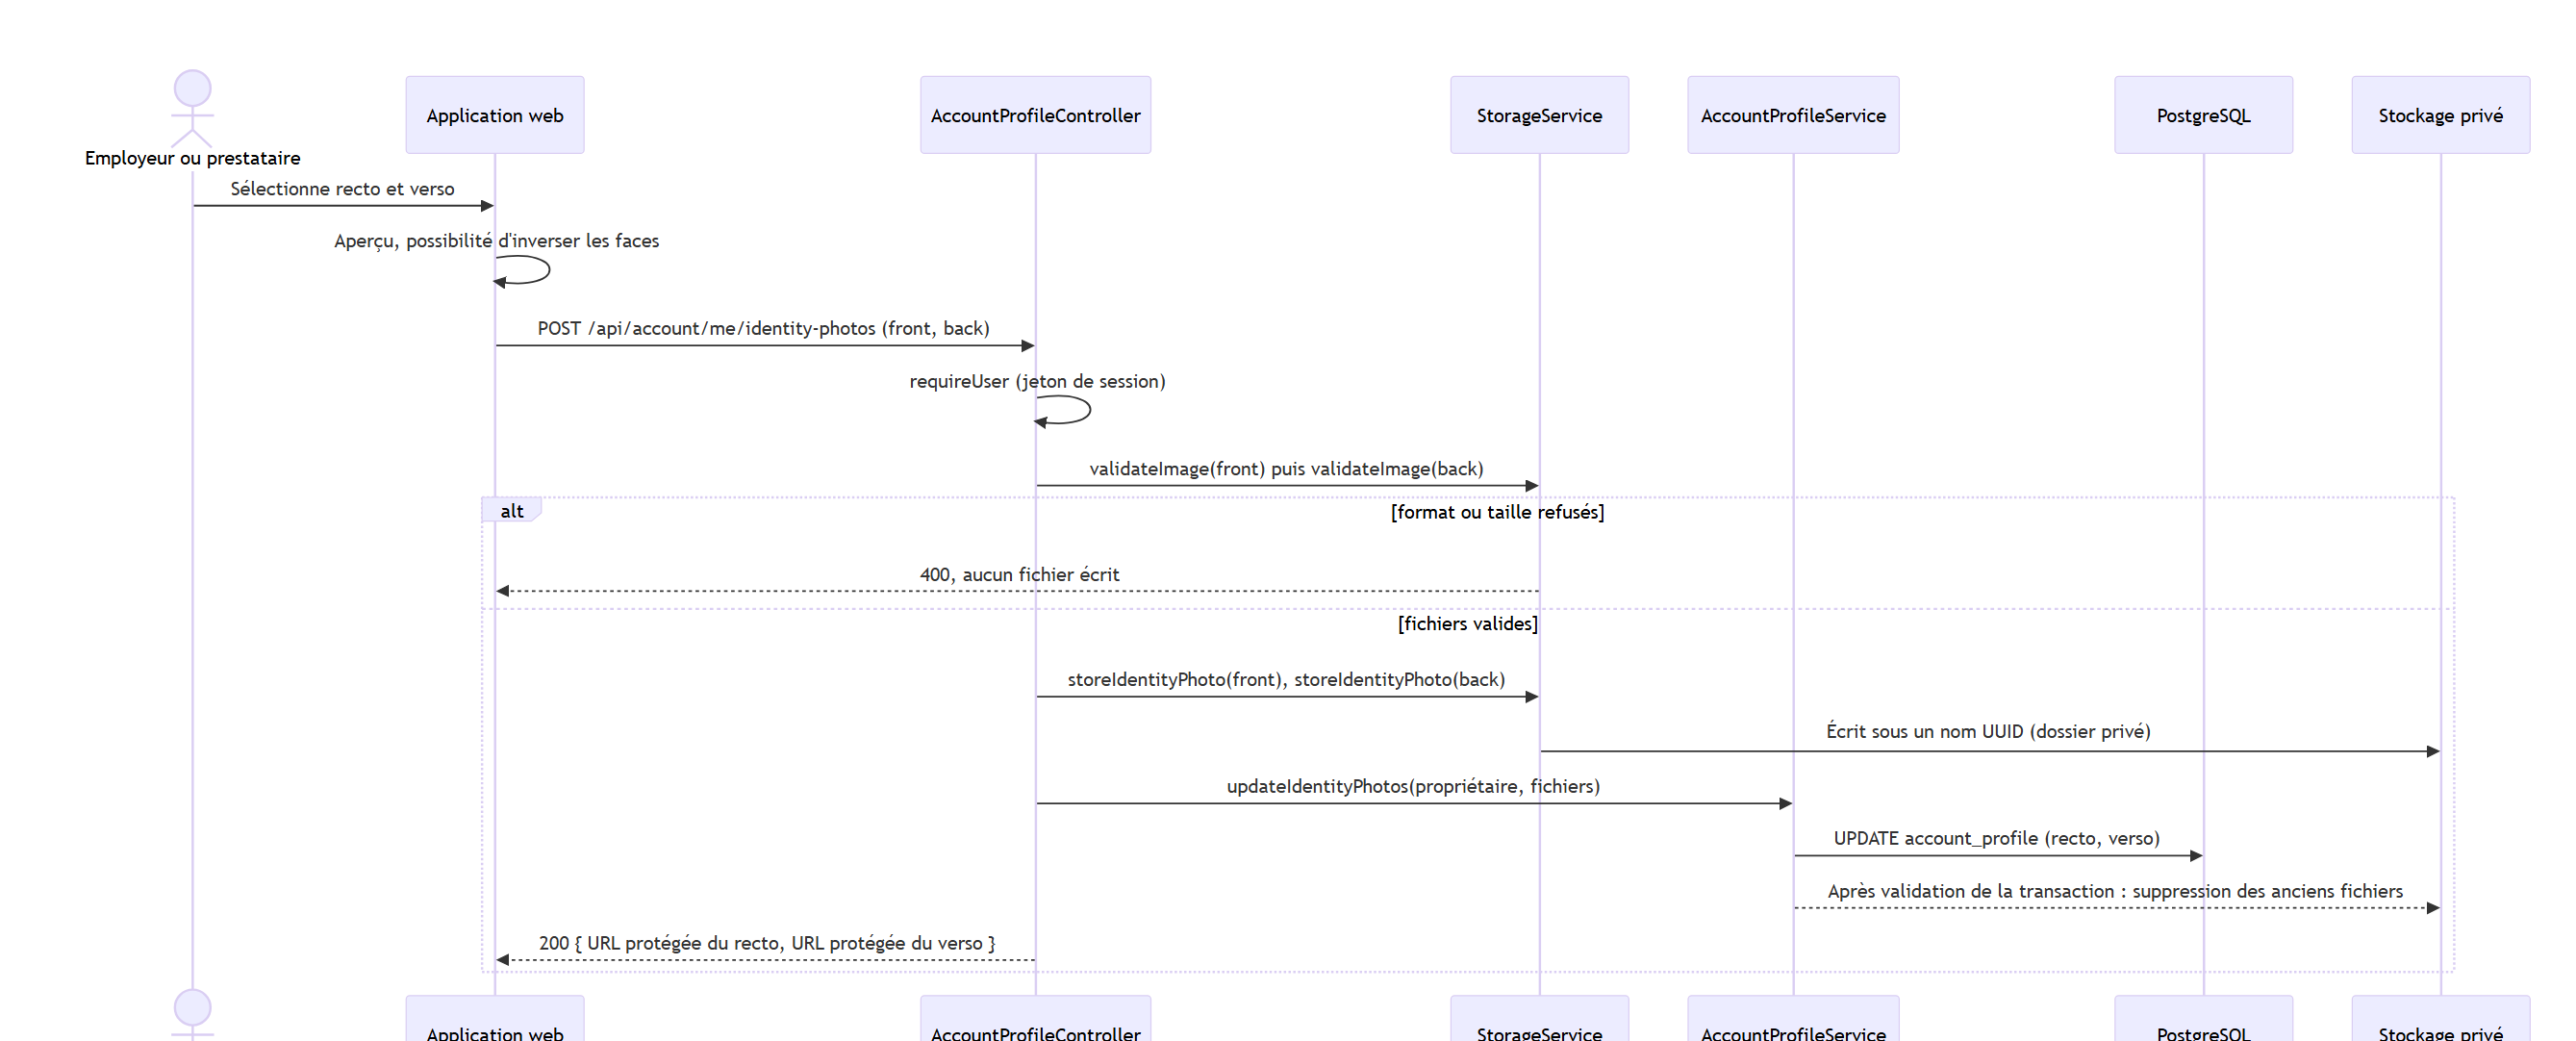 Employeur ou prestataire
Application web
AccountProfileController
StorageService
AccountProfileService
PostgreSQL
Stockage privé
Sélectionne recto et verso
Aperçu, possibilité d'inverser les faces
POST /api/account/me/identity-photos (front, back)
requireUser (jeton de session)
validateImage(front) puis validateImage(back)
alt
[format ou taille refusés]
400, aucun fichier écrit
[fichiers valides]
storeIdentityPhoto(front), storeIdentityPhoto(back)
Écrit sous un nom UUID (dossier privé)
updateIdentityPhotos(propriétaire, fichiers)
UPDATE account_profile (recto, verso)
Après validation de la transaction : suppression des anciens fichiers
200 { URL protégée du recto, URL protégée du verso }
Application web
AccountProfileController
StorageService
AccountProfileService
PostgreSQL
Stockage privé